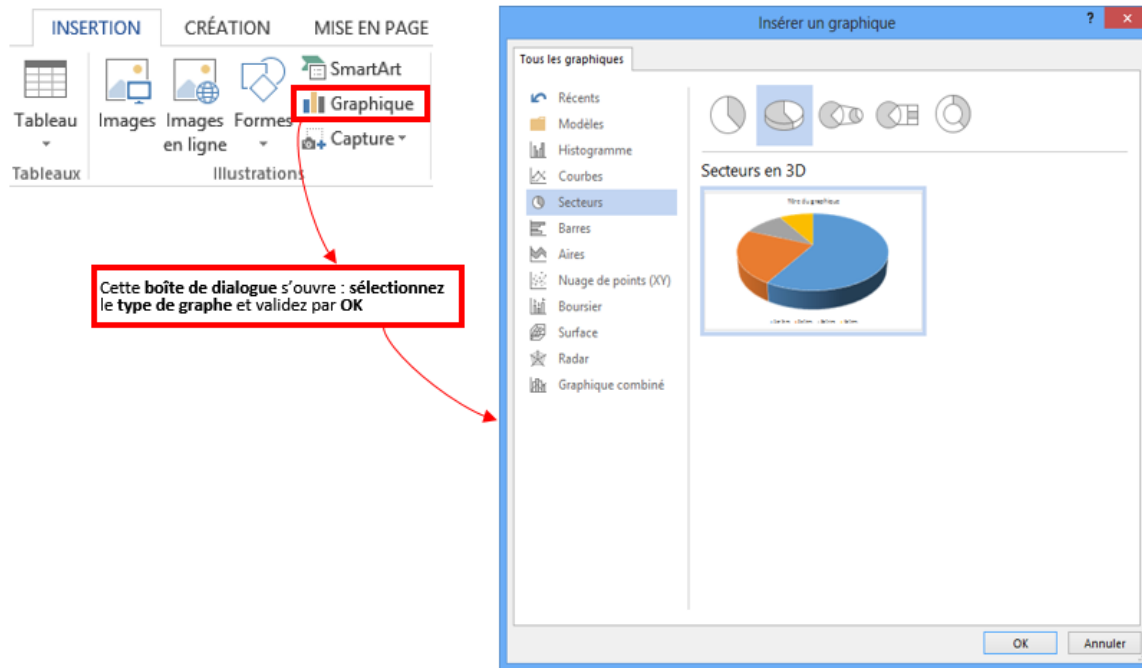 INSERTION CRÉATION MISE EN PAGE
SmartArt
Graphique
Tableau Images Images Formes
en ligne
Capture
Tableaux Illustrations
Cette boîte de dialogue s’ouvre : sélectionnez
le type de graphe et validez par OK
Insérer un graphique ?
Tous les graphiques
Récents
Modèles
Histogramme
Courbes
Secteurs
Barres
Aires
Nuage de points (XY)
Boursier
Surface
Radar
Graphique combiné
Secteurs en 3D
Titre du graphique
OK Annuler